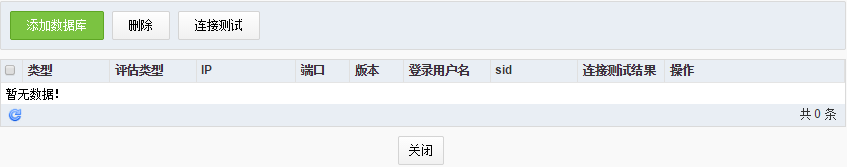 添加数据库 删除 连接测试
类型 评估类型 IP 端口 版本 登录用户名 sid 连接测试结果 操作
暂无数据!
共 0 条
关闭